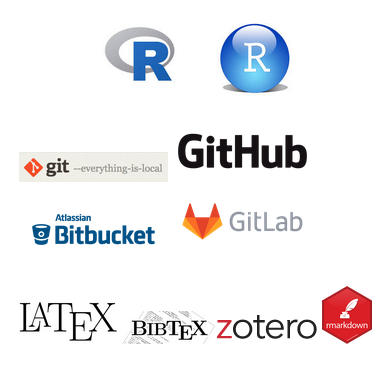 R
R
git --everything-is-local
GitHub
Atlassian
Bitbucket
GitLab
LATEX
BIBTEX
zotero
rmarkdown